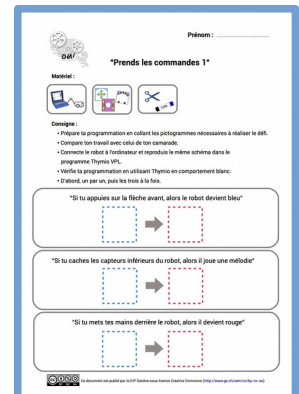 Prénom : ..............................
Défi
"Prends les commandes 1"
Matériel :
Consigne :
• Prépare ta programmation en collant les pictogrammes nécessaires à réaliser le défi.
• Compare ton travail avec celui de ton camarade.
• Connecte le robot à l'ordinateur et reproduis le même schéma dans le
programme Thymio VPL.
• Vérifie ta programmation en utilisant Thymio en comportement blanc.
• D'abord, un par un, puis les trois à la fois.
"Si tu appuies sur la flèche avant, alors le robot devient bleu"
"Si tu caches les capteurs inférieurs du robot, alors il joue une mélodie"
"Si tu mets tes mains derrière le robot, alors il devient rouge"